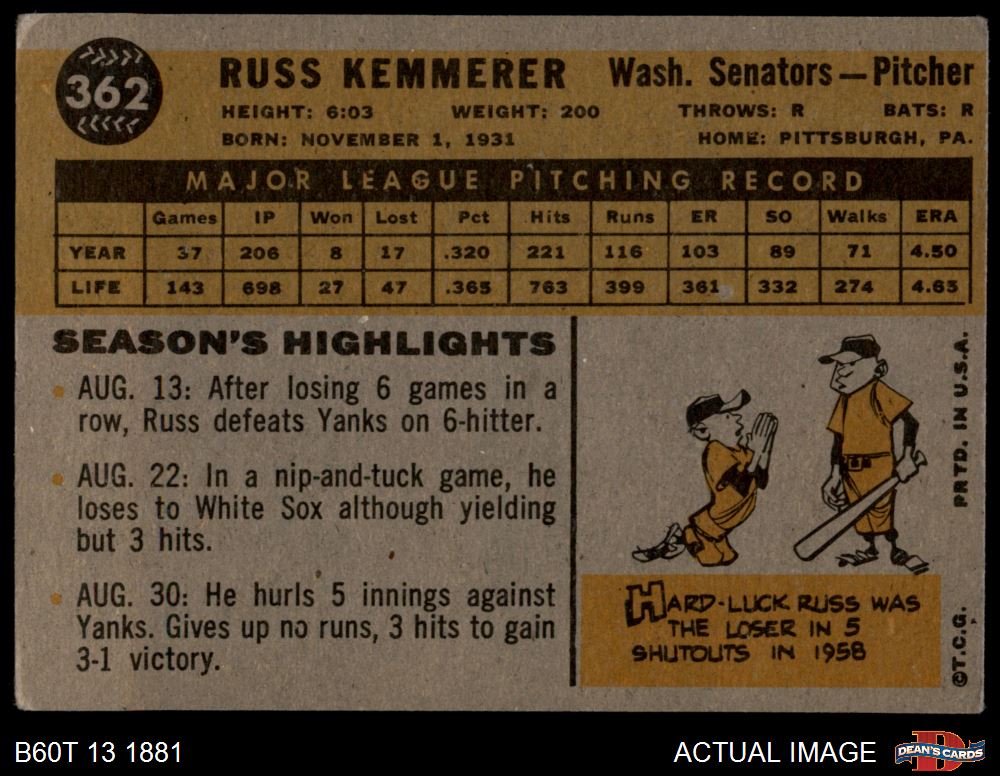 362
RUSS KEMMERER Wash. Senators—Pitcher
HEIGHT: 6:03 WEIGHT: 200 THROWS: R BATS: R
BORN: NOVEMBER 1, 1931 HOME: PITTSBURGH, PA.
MAJOR LEAGUE PITCHING RECORD
Games IP Won Lost Pct Hits Runs ER SO Walks ERA
YEAR 37 206 8 17 .320 221 116 103 89 71 4.50
LIFE 143 698 27 47 .365 763 399 361 332 274 4.65
SEASON'S HIGHLIGHTS
AUG. 13: After losing 6 games in a
row, Russ defeats Yanks on 6-hitter.
AUG. 22: In a nip-and-tuck game, he
loses to White Sox although yielding
but 3 hits.
AUG. 30: He hurls 5 innings against
Yanks. Gives up no runs, 3 hits to gain
3-1 victory.
HARD-LUCK RUSS WAS
THE LOSER IN 5
SHUTOUTS IN 1958
©T.C.G. PRTD. IN U.S.A.
B60T 13 1881 ACTUAL IMAGE
DEAN'S CARDS